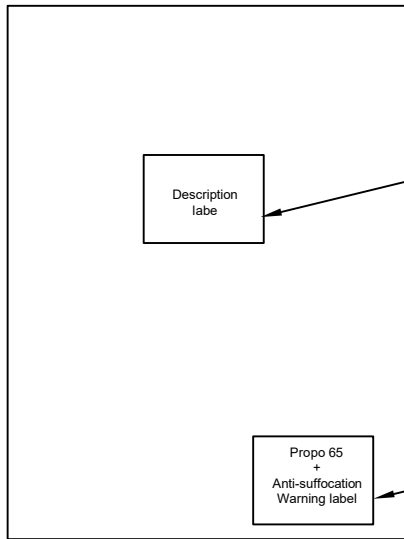 Description
labe
Propo 65
+
Anti-suffocation
Warning label